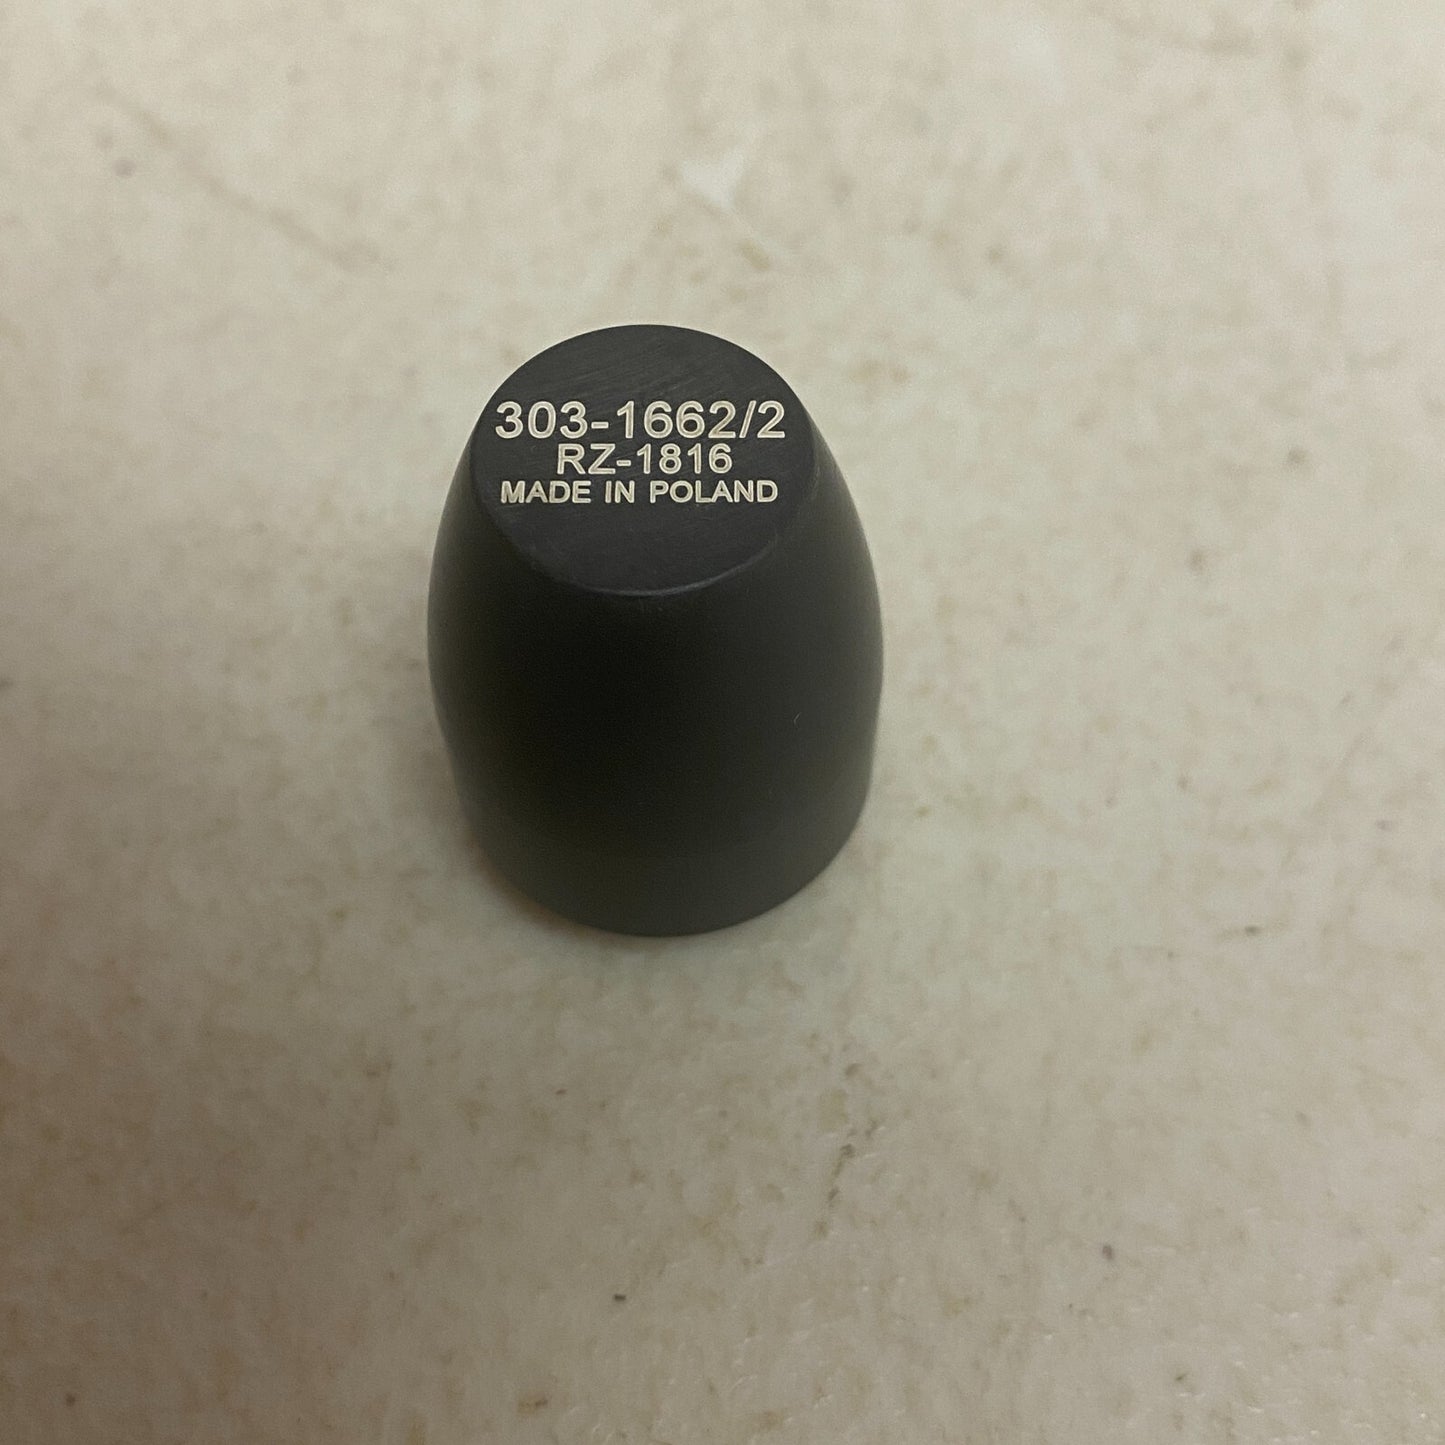 303-1662/2
RZ-1816
MADE IN POLAND